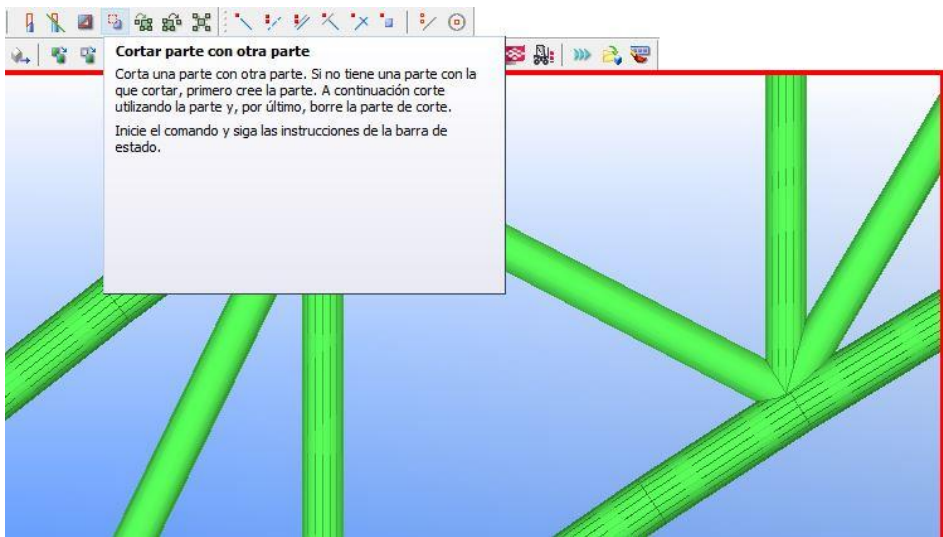 Cortar parte con otra parte
Corta una parte con otra parte. Si no tiene una parte con la
que cortar, primero cree la parte. A continuación corte
utilizando la parte y, por último, borre la parte de corte.
Inicie el comando y siga las instrucciones de la barra de
estado.